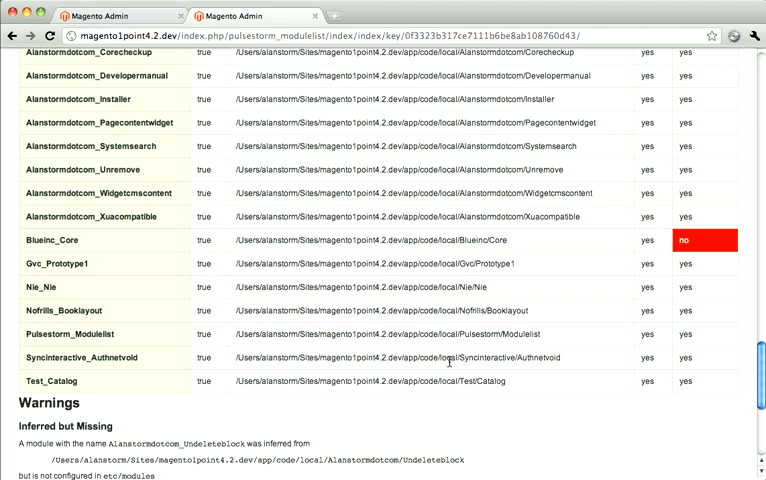 Magento Admin
Magento Admin
magento1point4.2.dev/index.php/pulsestorm_modulelist/index/index/key/0f3323b317ce7111b6be8ab108760d43/
Alanstormdotcom_Corecheckup true /Users/alanstorm/Sites/magento1point4.2.dev/app/code/local/Alanstormdotcom/Corecheckup yes yes
Alanstormdotcom_Developermanual true /Users/alanstorm/Sites/magento1point4.2.dev/app/code/local/Alanstormdotcom/Developermanual yes yes
Alanstormdotcom_Installer true /Users/alanstorm/Sites/magento1point4.2.dev/app/code/local/Alanstormdotcom/Installer yes yes
Alanstormdotcom_Pagecontentwidget true /Users/alanstorm/Sites/magento1point4.2.dev/app/code/local/Alanstormdotcom/Pagecontentwidget yes yes
Alanstormdotcom_Systemsearch true /Users/alanstorm/Sites/magento1point4.2.dev/app/code/local/Alanstormdotcom/Systemsearch yes yes
Alanstormdotcom_Unremove true /Users/alanstorm/Sites/magento1point4.2.dev/app/code/local/Alanstormdotcom/Unremove yes yes
Alanstormdotcom_Widgetcmscontent true /Users/alanstorm/Sites/magento1point4.2.dev/app/code/local/Alanstormdotcom/Widgetcmscontent yes yes
Alanstormdotcom_Xuacompatible true /Users/alanstorm/Sites/magento1point4.2.dev/app/code/local/Alanstormdotcom/Xuacompatible yes yes
Blueinc_Core true /Users/alanstorm/Sites/magento1point4.2.dev/app/code/local/Blueinc/Core yes no
Gvc_Prototype1 true /Users/alanstorm/Sites/magento1point4.2.dev/app/code/local/Gvc/Prototype1 yes yes
Nie_Nie true /Users/alanstorm/Sites/magento1point4.2.dev/app/code/local/Nie/Nie yes yes
Nofrills_Booklayout true /Users/alanstorm/Sites/magento1point4.2.dev/app/code/local/Nofrills/Booklayout yes yes
Pulsestorm_Modulelist true /Users/alanstorm/Sites/magento1point4.2.dev/app/code/local/Pulsestorm/Modulelist yes yes
Syncinteractive_Authnetvoid true /Users/alanstorm/Sites/magento1point4.2.dev/app/code/local/Syncinteractive/Authnetvoid yes yes
Test_Catalog true /Users/alanstorm/Sites/magento1point4.2.dev/app/code/local/Test/Catalog yes yes
Warnings
Inferred but Missing
A module with the name Alanstormdotcom_Undeleteblock was inferred from
/Users/alanstorm/Sites/magento1point4.2.dev/app/code/local/Alanstormdotcom/Undeleteblock
but is not configured in etc/modules